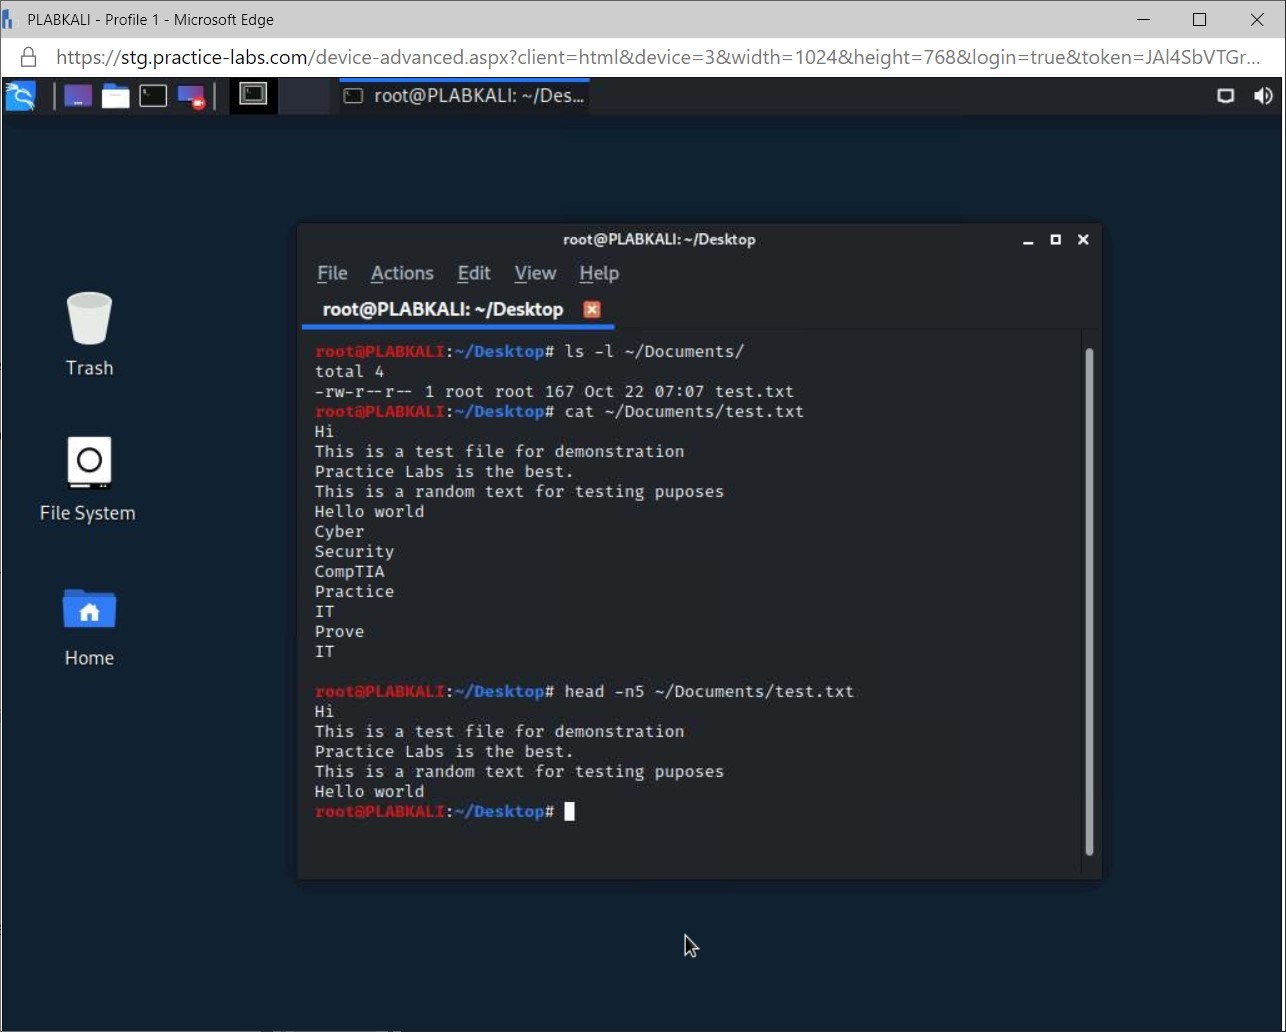 PLABKALI - Profile 1 - Microsoft Edge
https://stg.practice-labs.com/device-advanced.aspx?client=html&device=3&width=1024&height=768&login=true&token=JAl4SbVTGr...
root@PLABKALI: ~/Des...
root@PLABKALI:~/Desktop
File Actions Edit View Help
root@PLABKALI: ~/Desktop
Trash
File System
Home
root@PLABKALI:~/Desktop# ls -l ~/Documents/
total 4
-rw-r--r-- 1 root root 167 Oct 22 07:07 test.txt
root@PLABKALI:~/Desktop# cat ~/Documents/test.txt
Hi
This is a test file for demonstration
Practice Labs is the best.
This is a random text for testing puposes
Hello world
Cyber
Security
CompTIA
Practice
IT
Prove
IT
root@PLABKALI:~/Desktop# head -n5 ~/Documents/test.txt
Hi
This is a test file for demonstration
Practice Labs is the best.
This is a random text for testing puposes
Hello world
root@PLABKALI:~/Desktop#